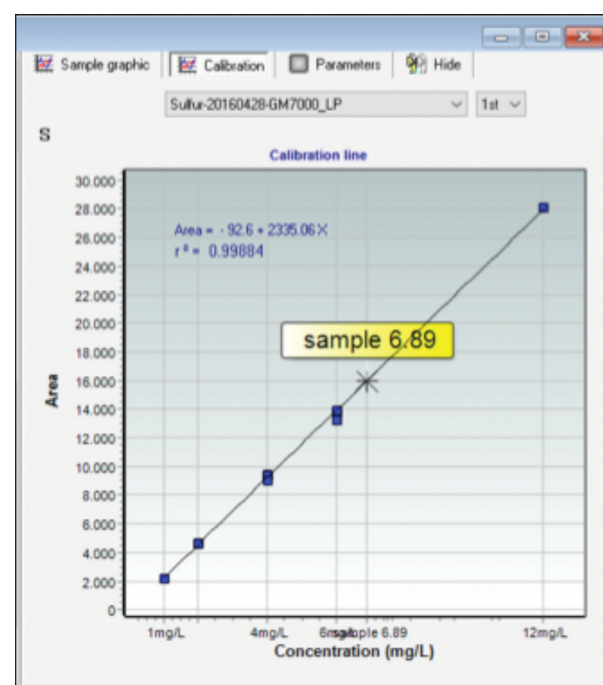 Sample graphic Calibration Parameters Hide
Sulfur-20160428-GM7000_LP 1st
S
Calibration line
30.000
28.000
Area = - 92.6 + 2335.06 X
26.000
r² = 0.99884
24.000
22.000
20.000
sample 6.89
18.000
16.000
Area
14.000
12.000
10.000
8.000
6.000
4.000
2.000
0
1mg/L 4mg/L sample 6.89 12mg/L
Concentration (mg/L)